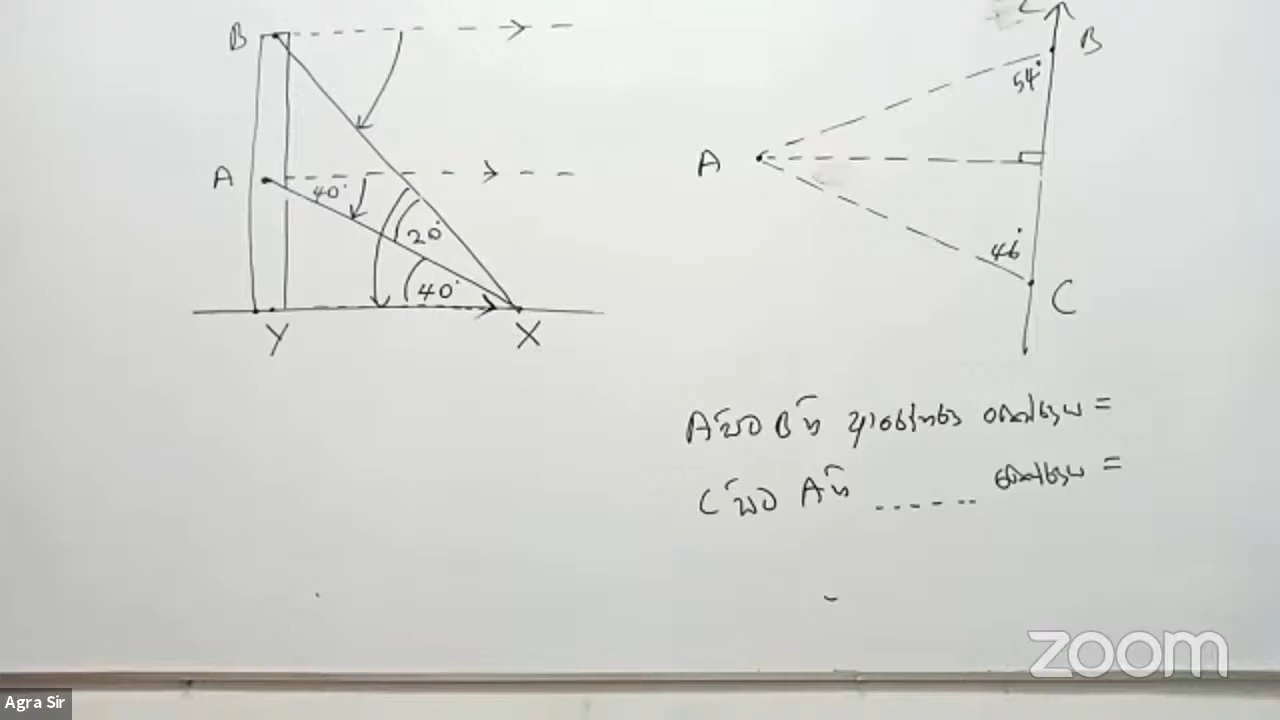 B
A
40°
20°
40°
Y
X
B
54°
A
46°
C
A සිට B හි ආරෝහණ කෝණය =
C සිට A හි ...... කෝණය =
zoom
Agra Sir